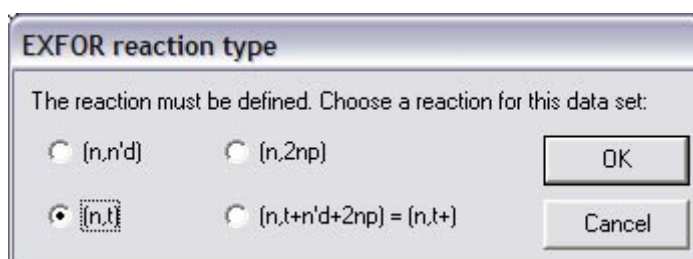 EXFOR reaction type
The reaction must be defined. Choose a reaction for this data set:
(n,n'd) (n,2np) OK
(n,t) (n,t+n'd+2np) = (n,t+) Cancel